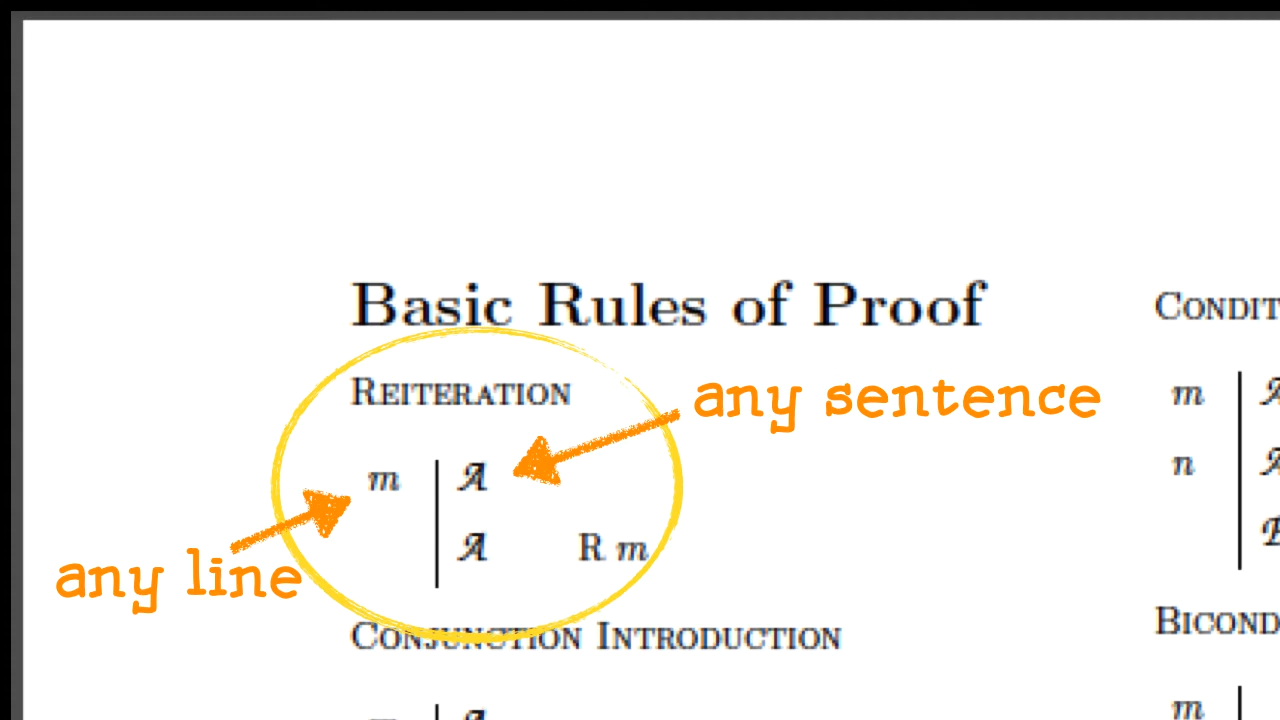 Basic Rules of Proof
REITERATION
any sentence
m 𝒜
any line
𝒜 R m
CONJUNCTION INTRODUCTION
m 𝒜
n
m